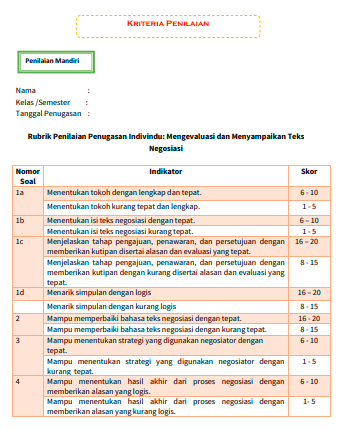 KRITERIA PENILAIAN
Penilaian Mandiri
Nama :
Kelas /Semester :
Tanggal Penugasan :
Rubrik Penilaian Penugasan Indivindu: Mengevaluasi dan Menyampaikan Teks
Negosiasi
Nomor Soal Indikator Skor
1a Menentukan tokoh dengan lengkap dan tepat. 6 - 10
Menentukan tokoh kurang tepat dan lengkap. 1 - 5
1b Menentukan isi teks negosiasi dengan tepat. 6 – 10
Menentukan isi teks negosiasi kurang tepat. 1 - 5
1c Menjelaskan tahap pengajuan, penawaran, dan persetujuan dengan 16 – 20
memberikan kutipan disertai alasan dan evaluasi yang tepat.
Menjelaskan tahap pengajuan, penawaran, dan persetujuan dengan 8 - 15
memberikan kutipan dengan kurang disertai alasan dan evaluasi yang
tepat.
1d Menarik simpulan dengan logis 16 – 20
Menarik simpulan dengan kurang logis 8 - 15
2 Mampu memperbaiki bahasa teks negosiasi dengan tepat. 16 - 20
Mampu memperbaiki bahasa teks negosiasi dengan kurang tepat. 8 - 15
3 Mampu menentukan strategi yang digunakan negosiator dengan 6 - 10
tepat.
Mampu menentukan strategi yang digunakan negosiator dengan 1 - 5
kurang tepat.
4 Mampu menentukan hasil akhir dari proses negosiasi dengan 6 - 10
memberikan alasan yang logis.
Mampu menentukan hasil akhir dari proses negosiasi dengan 1- 5
memberikan alasan yang kurang logis.